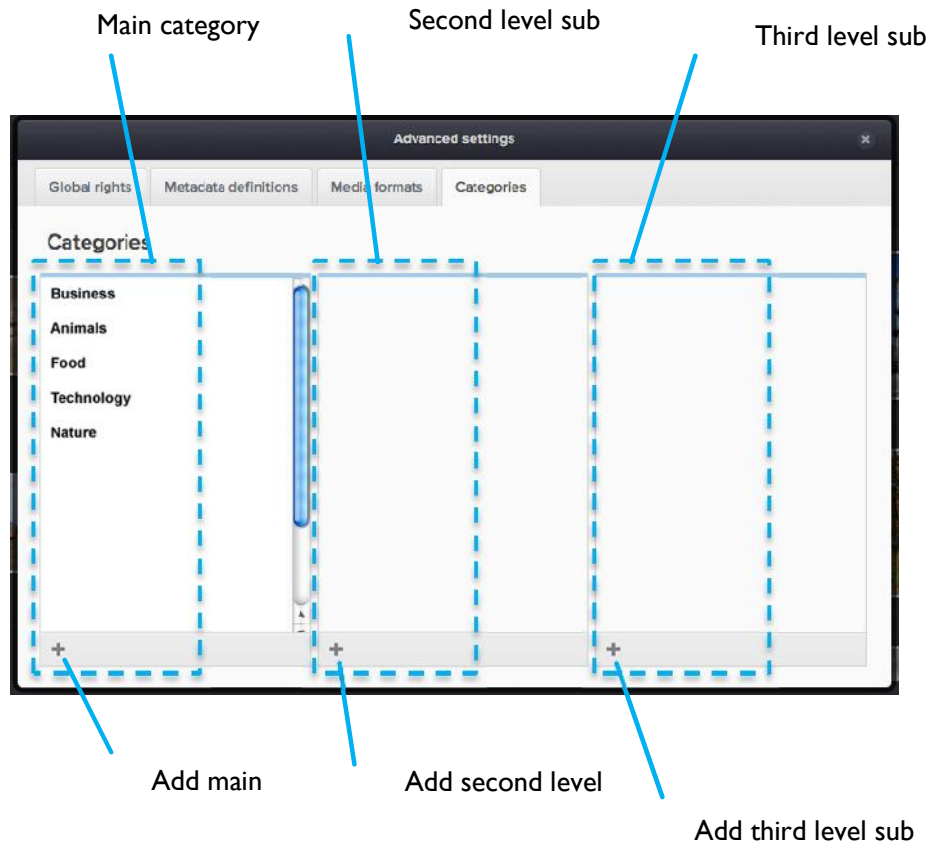 Main category
Second level sub
Third level sub
Advanced settings
Global rights
Metadata definitions
Media formats
Categories
Categories
Business
Animals
Food
Technology
Nature
Add main
Add second level
Add third level sub